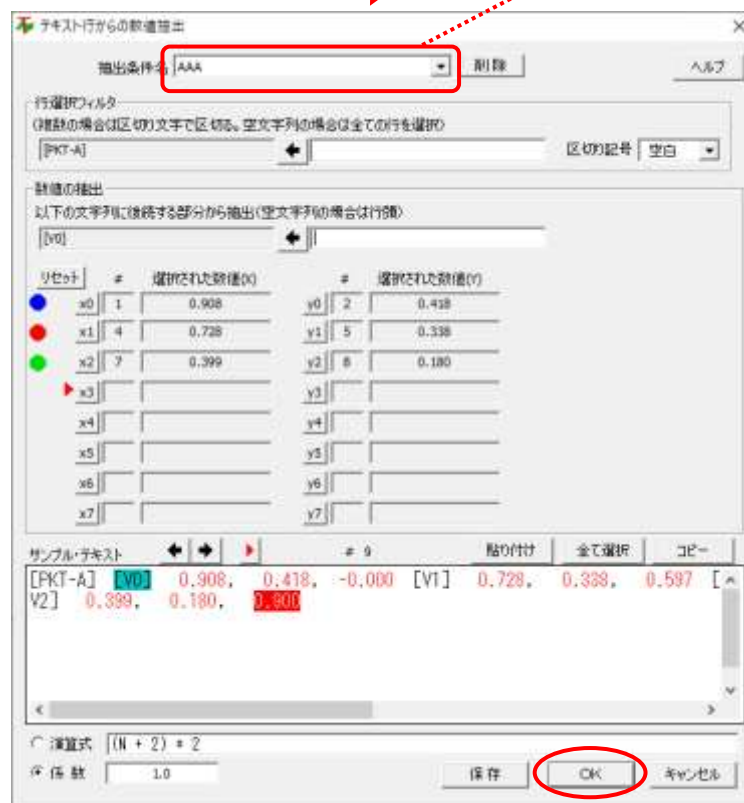 テキスト行からの数値抽出
抽出条件名 AAA 削除 ヘルプ
行選択フィルタ
(複数の場合は区切り文字で区切る。空文字列の場合は全ての行を選択)
[PKT-A] 区切り記号 空白
数値の抽出
以下の文字列に後続する部分から抽出(空文字列の場合は行頭)
[V0]
リセット # 選択された数値(X) # 選択された数値(Y)
x0 1 0.908 y0 2 0.418
x1 4 0.728 y1 5 0.338
x2 7 0.399 y2 8 0.180
x3 y3
x4 y4
x5 y5
x6 y6
x7 y7
サンプル・テキスト # 9 貼り付け 全て選択 コピー
[PKT-A] [V0] 0.908, 0.418, -0.000 [V1] 0.728, 0.338, 0.597 [
V2] 0.399, 0.180, 0.900
演算式 (N + 2) * 2
係数 1.0 保存 OK キャンセル